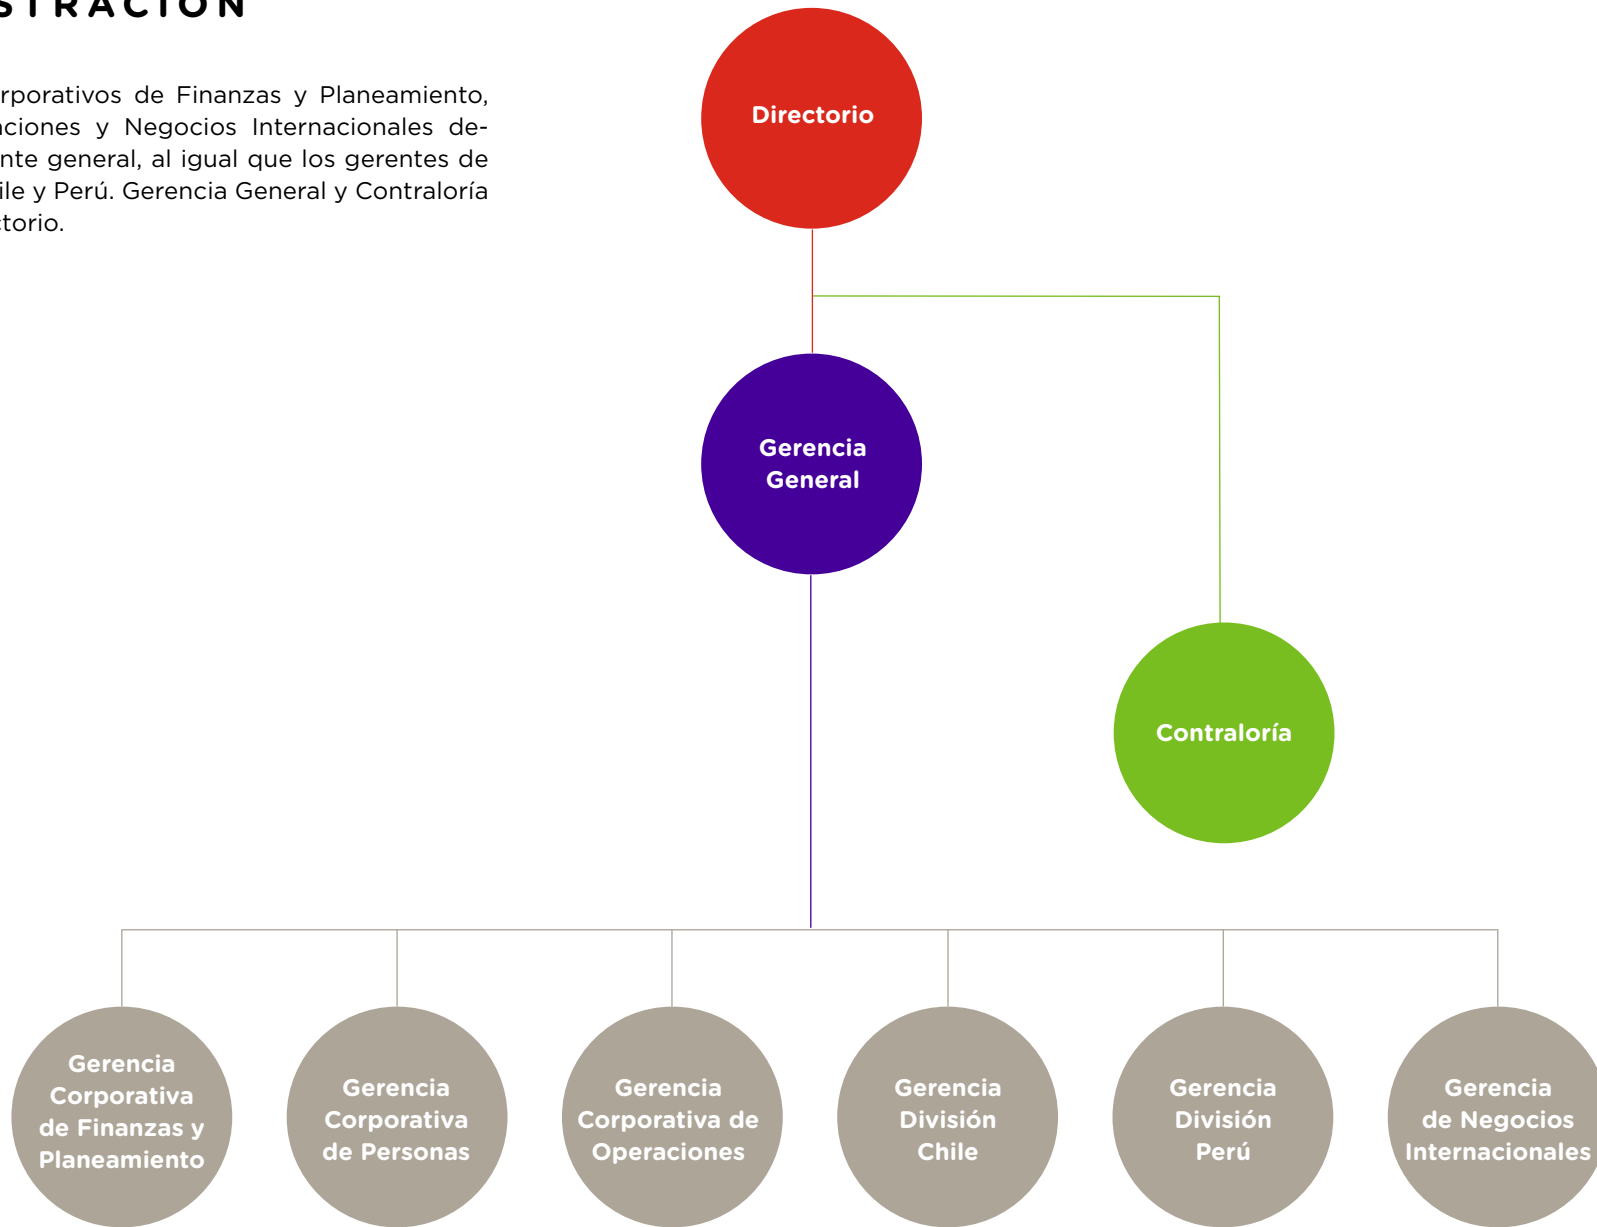 STRACIÓN
rporativos de Finanzas y Planeamiento,
aciones y Negocios Internacionales de-
nte general, al igual que los gerentes de
ile y Perú. Gerencia General y Contraloría
ctorio.
Directorio
Gerencia
General
Contraloría
Gerencia
Corporativa
de Finanzas y
Planeamiento
Gerencia
Corporativa
de Personas
Gerencia
Corporativa de
Operaciones
Gerencia
División
Chile
Gerencia
División
Perú
Gerencia
de Negocios
Internacionales